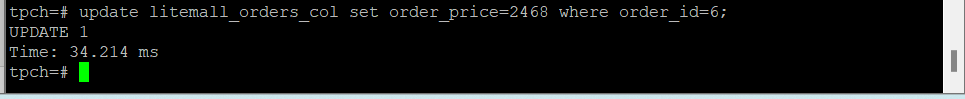 tpch=# update litemall_orders_col set order_price=2468 where order_id=6;
UPDATE 1
Time: 34.214 ms
tpch=#